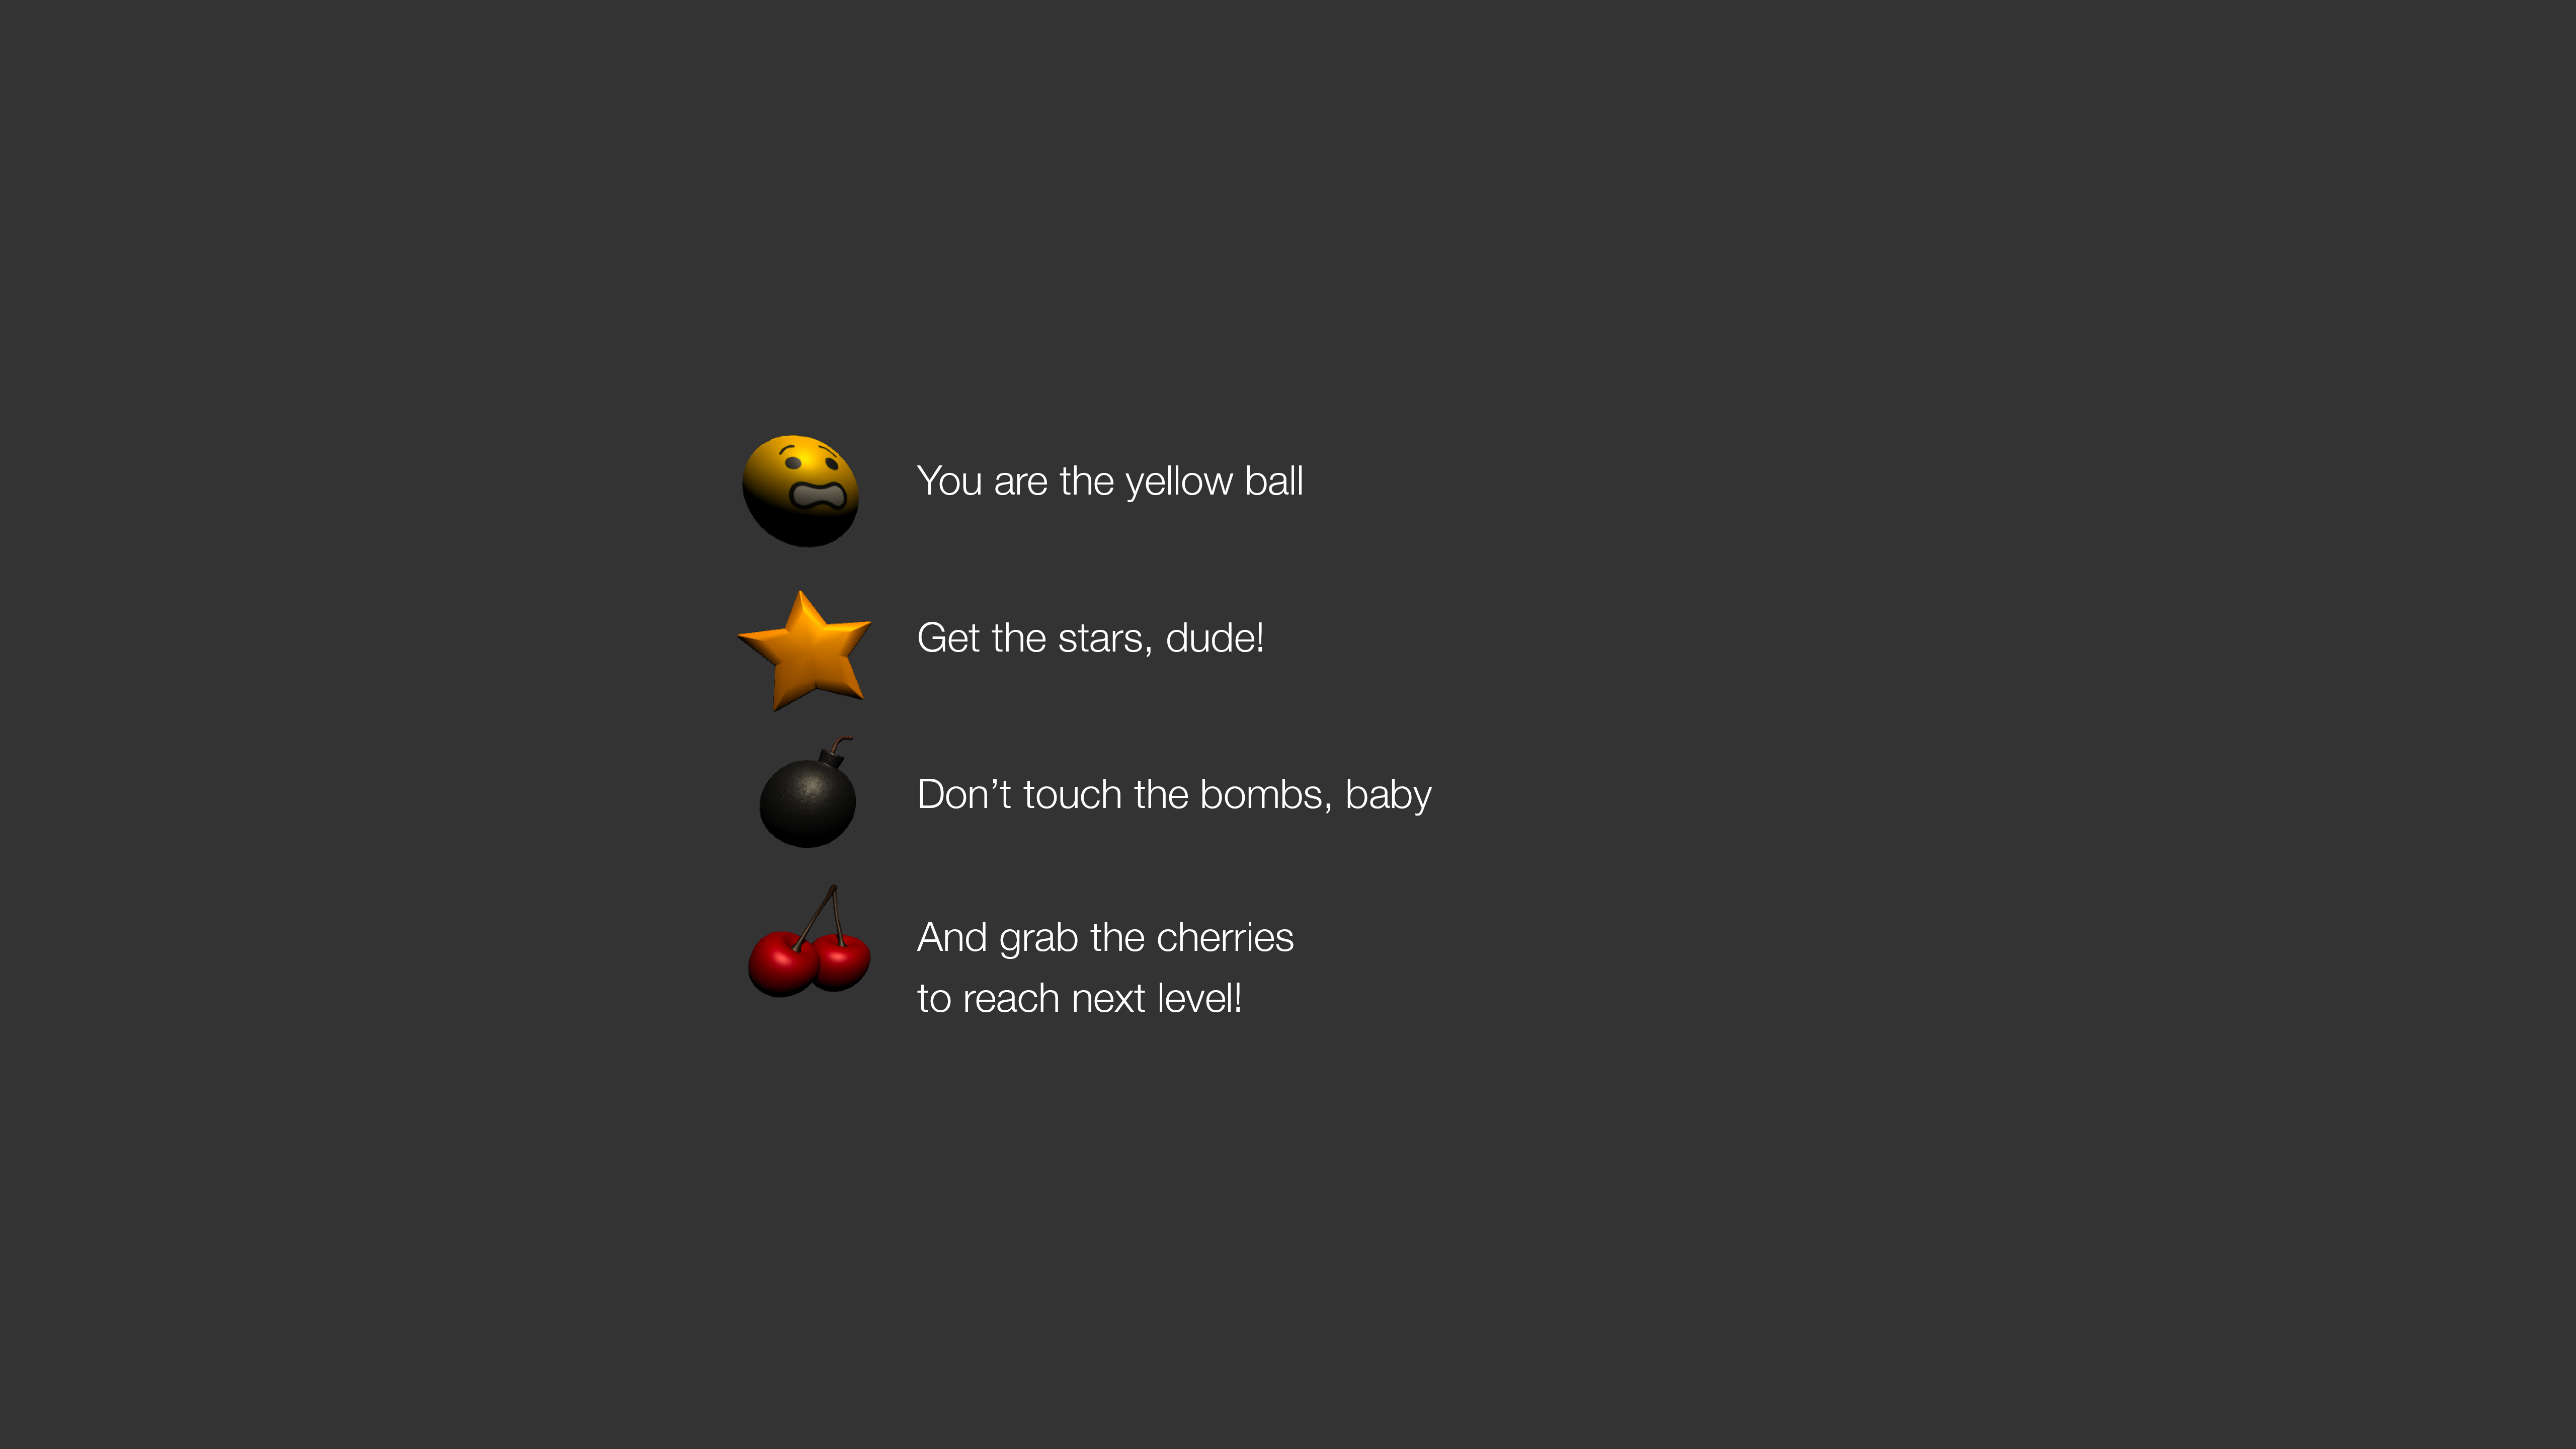 You are the yellow ball
Get the stars, dude!
Don’t touch the bombs, baby
And grab the cherries
to reach next level!